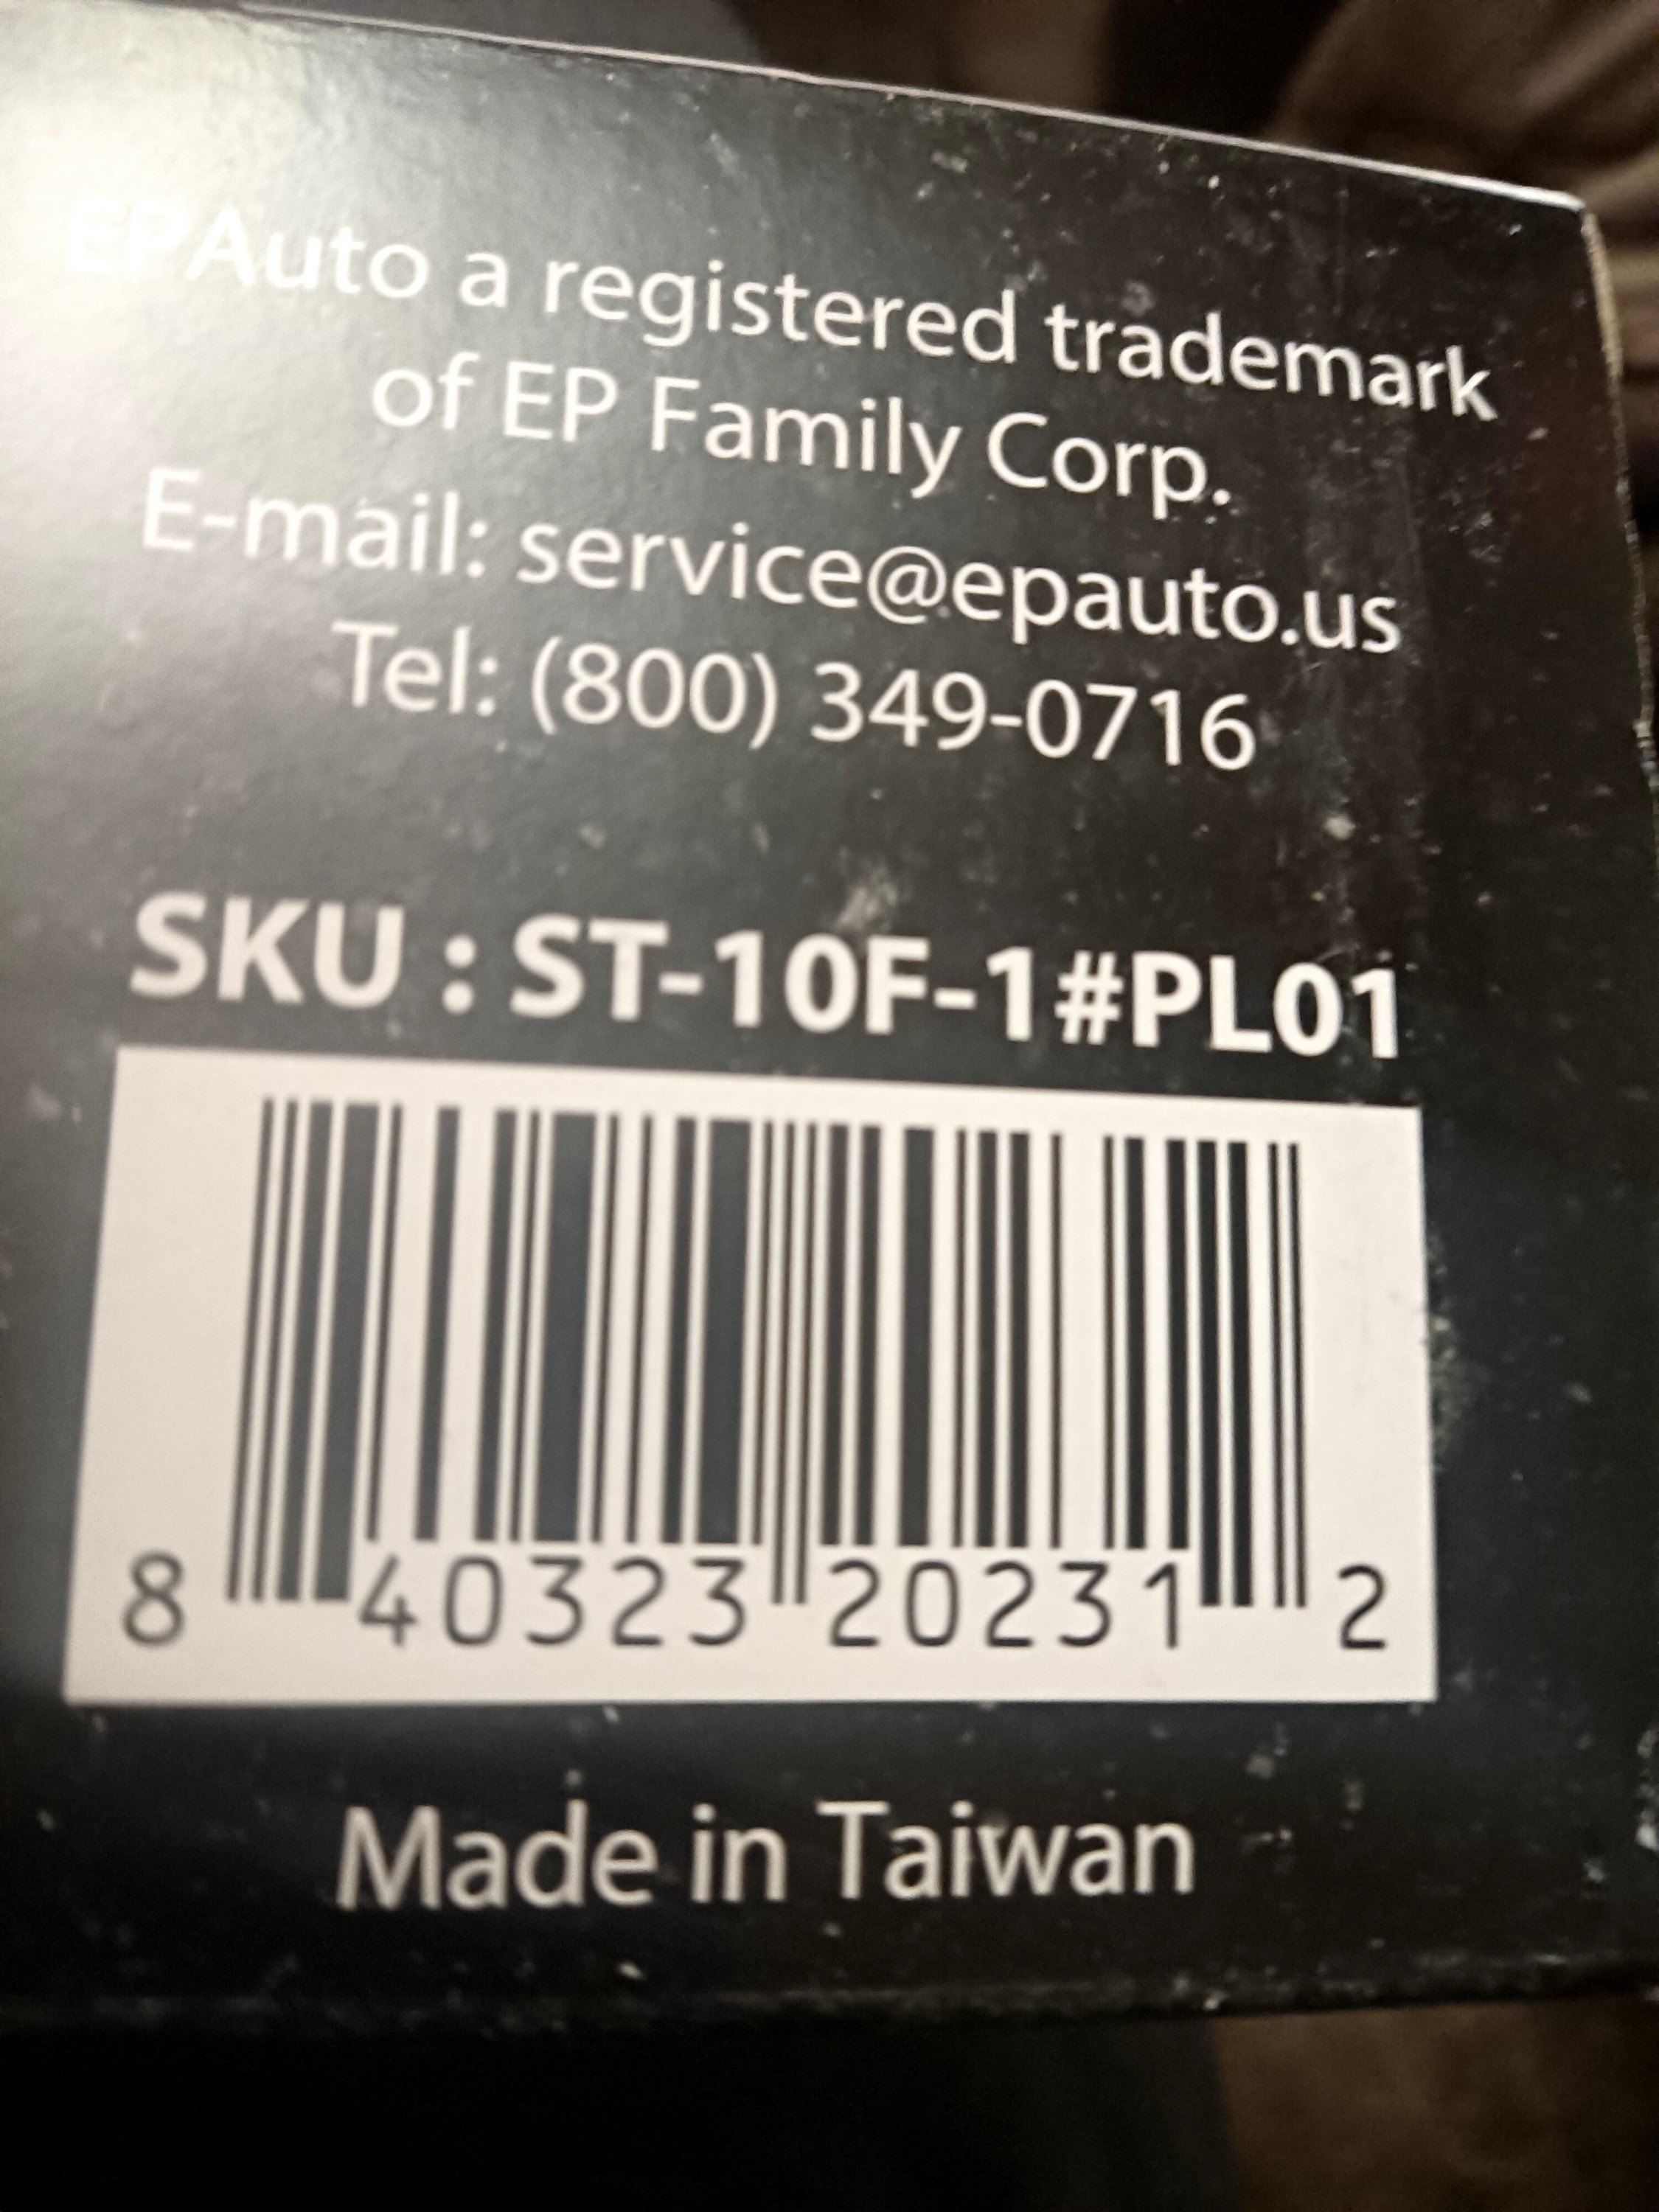 EPAuto a registered trademark
of EP Family Corp.
E-mail: service@epauto.us
Tel: (800) 349-0716
SKU : ST-10F-1#PL01
8 40323 20231 2
Made in Taiwan